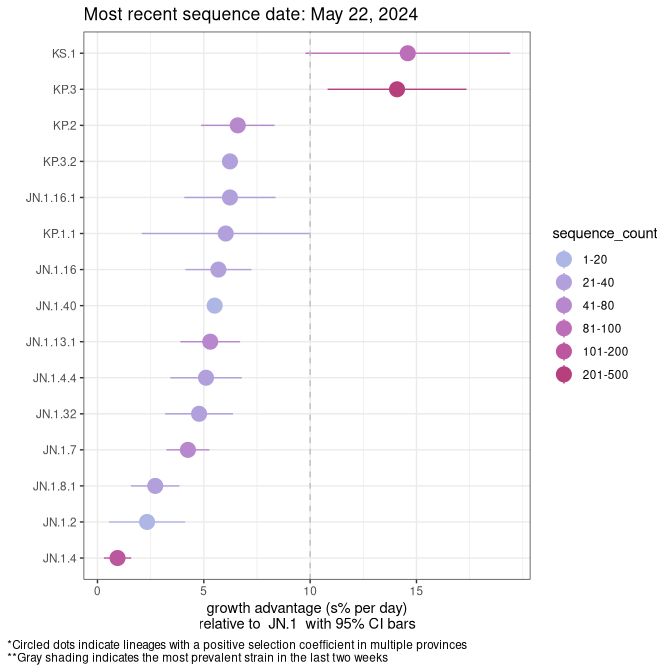 Most recent sequence date: May 22, 2024
KS.1
KP.3
KP.2
KP.3.2
JN.1.16.1
KP.1.1
JN.1.16
JN.1.40
JN.1.13.1
JN.1.4.4
JN.1.32
JN.1.7
JN.1.8.1
JN.1.2
JN.1.4
0 5 10 15
growth advantage (s% per day)
relative to JN.1 with 95% CI bars
sequence_count
1-20
21-40
41-80
81-100
101-200
201-500
*Circled dots indicate lineages with a positive selection coefficient in multiple provinces
**Gray shading indicates the most prevalent strain in the last two weeks